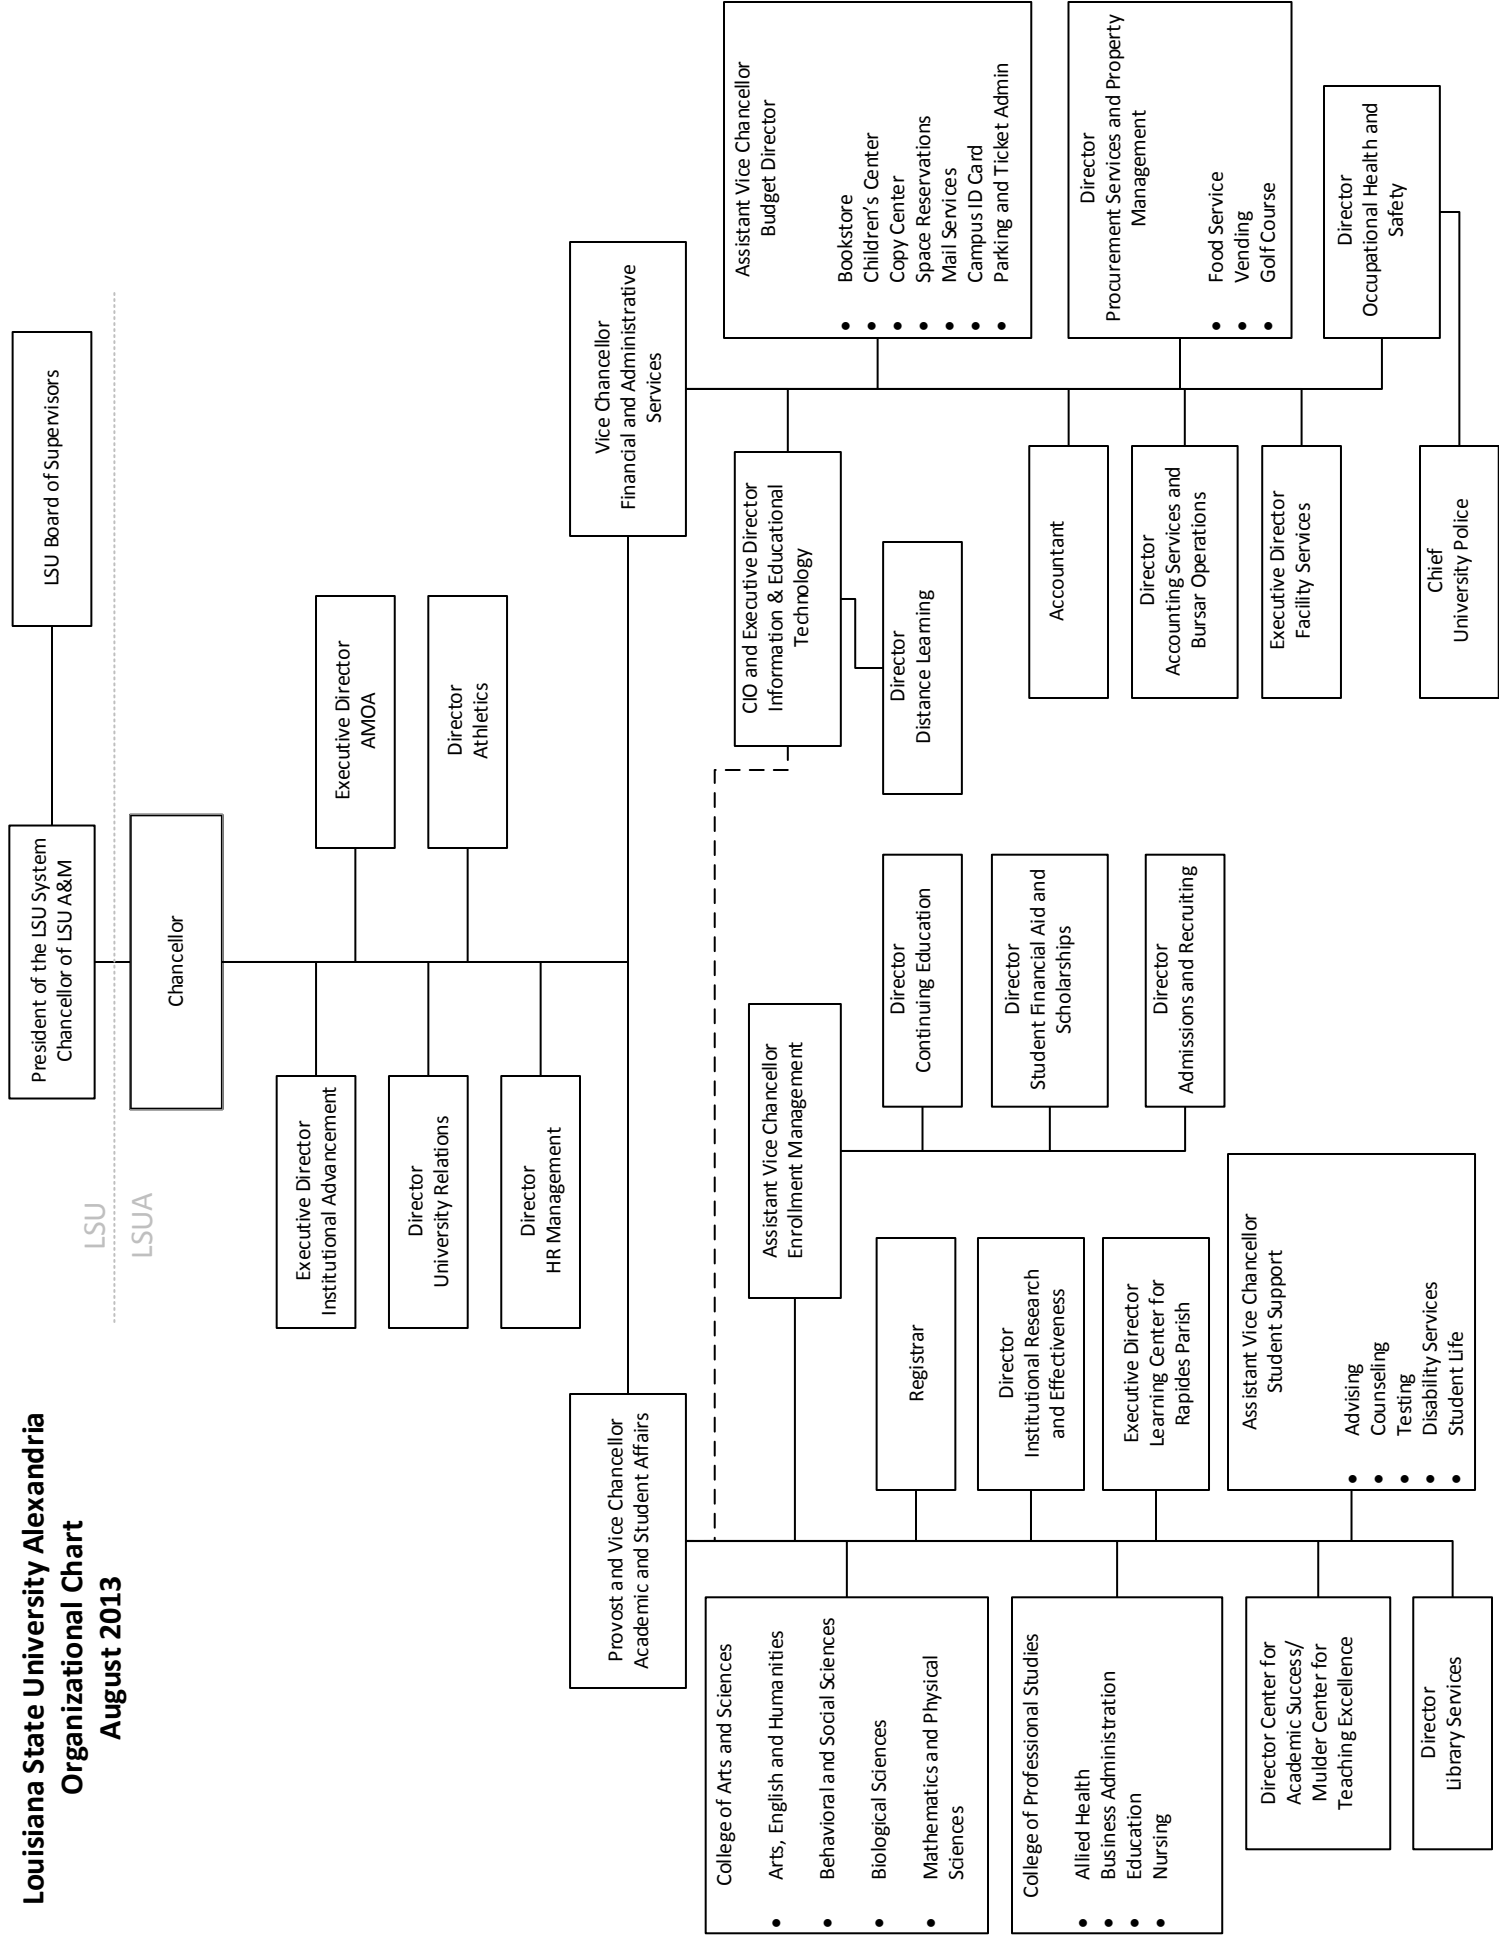 Louisiana State University Alexandria
Organizational Chart
August 2013
LSU
LSUA
President of the LSU System
Chancellor of LSU A&M
LSU Board of Supervisors
Chancellor
Executive Director
Institutional Advancement
Executive Director
AMOA
Director
University Relations
Director
Athletics
Director
HR Management
Provost and Vice Chancellor
Academic and Student Affairs
Vice Chancellor
Financial and Administrative
Services
College of Arts and Sciences
• Arts, English and Humanities
• Behavioral and Social Sciences
• Biological Sciences
• Mathematics and Physical
Sciences
College of Professional Studies
• Allied Health
• Business Administration
• Education
• Nursing
Director Center for
Academic Success/
Mulder Center for
Teaching Excellence
Director
Library Services
Assistant Vice Chancellor
Enrollment Management
Registrar
Director
Institutional Research
and Effectiveness
Executive Director
Learning Center for
Rapides Parish
Assistant Vice Chancellor
Student Support
• Advising
• Counseling
• Testing
• Disability Services
• Student Life
Director
Continuing Education
Director
Student Financial Aid and
Scholarships
Director
Admissions and Recruiting
CIO and Executive Director
Information & Educational
Technology
Director
Distance Learning
Accountant
Director
Accounting Services and
Bursar Operations
Executive Director
Facility Services
Chief
University Police
Assistant Vice Chancellor
Budget Director
• Bookstore
• Children’s Center
• Copy Center
• Space Reservations
• Mail Services
• Campus ID Card
• Parking and Ticket Admin
Director
Procurement Services and Property
Management
• Food Service
• Vending
• Golf Course
Director
Occupational Health and
Safety